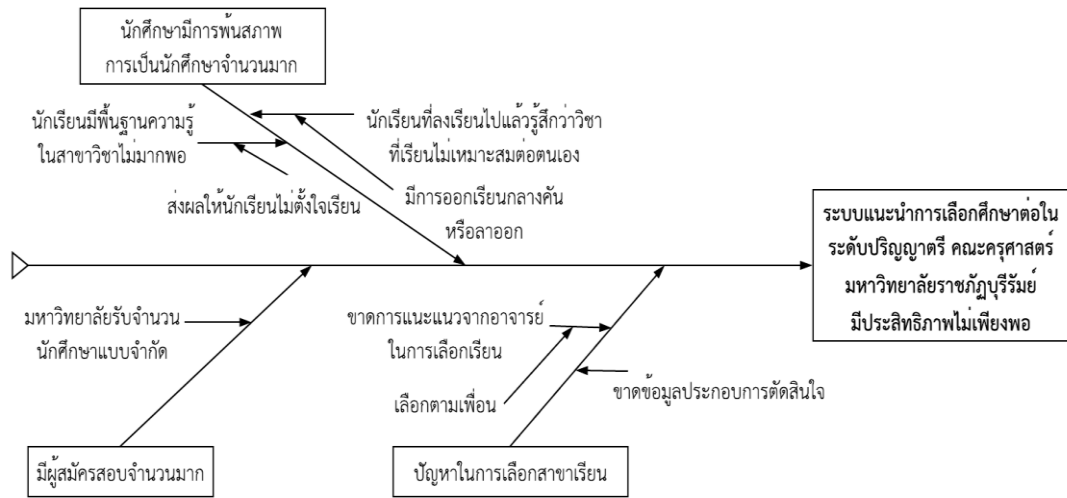 นักศึกษามีการพ้นสภาพ
การเป็นนักศึกษาจำนวนมาก
นักเรียนมีพื้นฐานความรู้
ในสาขาวิชาไม่มากพอ
นักเรียนที่ลงเรียนไปแล้วรู้สึกว่าวิชา
ที่เรียนไม่เหมาะสมต่อตนเอง
ส่งผลให้นักเรียนไม่ตั้งใจเรียน
มีการออกเรียนกลางคัน
หรือลาออก
ระบบแนะนำการเลือกศึกษาต่อใน
ระดับปริญญาตรี คณะครุศาสตร์
มหาวิทยาลัยราชภัฏบุรีรัมย์
มีประสิทธิภาพไม่เพียงพอ
มหาวิทยาลัยรับจำนวน
นักศึกษาแบบจำกัด
ขาดการแนะแนวจากอาจารย์
ในการเลือกเรียน
เลือกตามเพื่อน
ขาดข้อมูลประกอบการตัดสินใจ
มีผู้สมัครสอบจำนวนมาก
ปัญหาในการเลือกสาขาเรียน